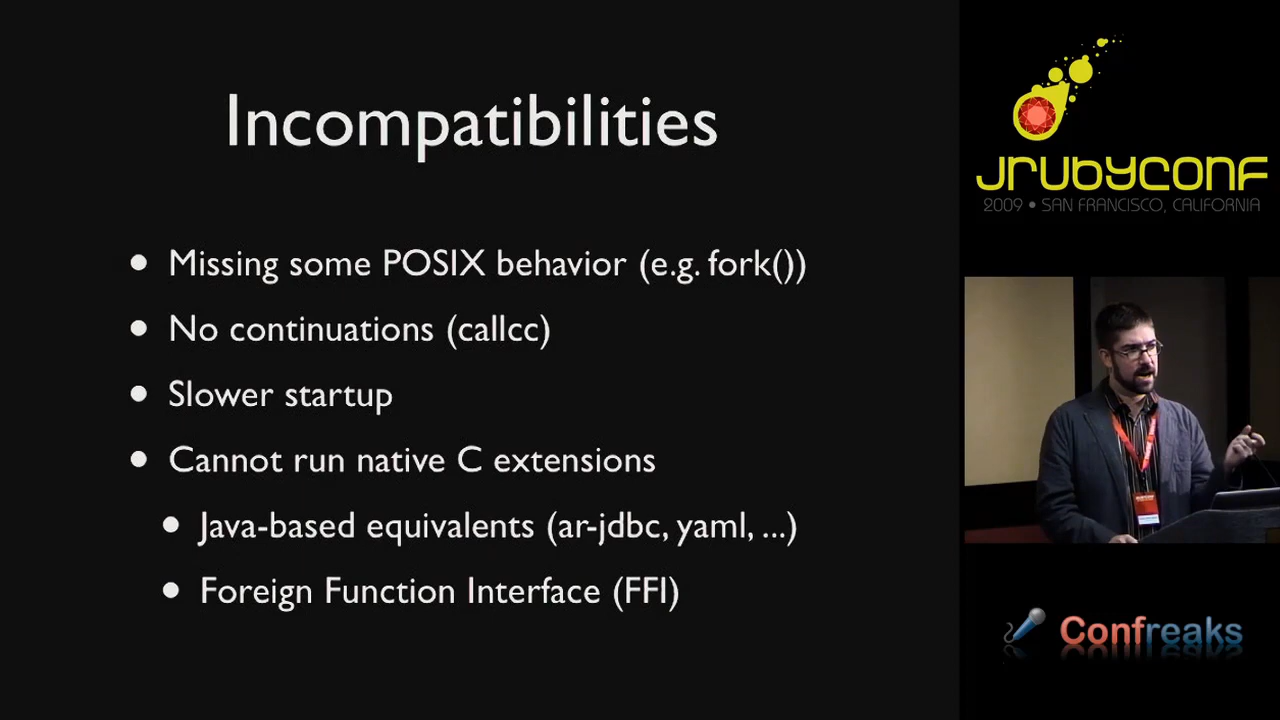 Incompatibilities
• Missing some POSIX behavior (e.g. fork())
• No continuations (callcc)
• Slower startup
• Cannot run native C extensions
• Java-based equivalents (ar-jdbc, yaml, ...)
• Foreign Function Interface (FFI)
JRubyConf
2009 • SAN FRANCISCO, CALIFORNIA
Confreaks